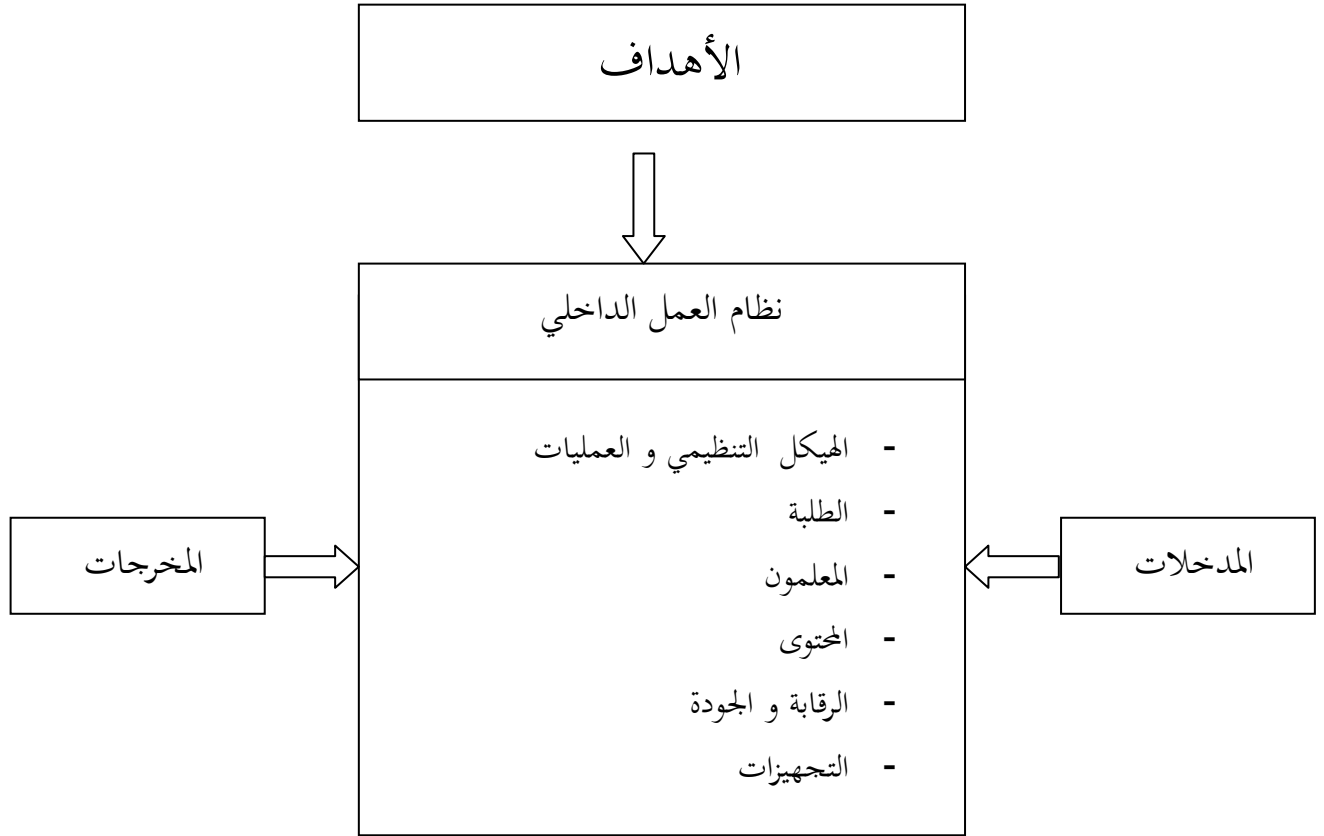 الأهداف
نظام العمل الداخلي
- الهيكل التنظيمي و العمليات
- الطلبة
- المعلمون
- المحتوى
- الرقابة و الجودة
- التجهيزات
المدخلات
المخرجات